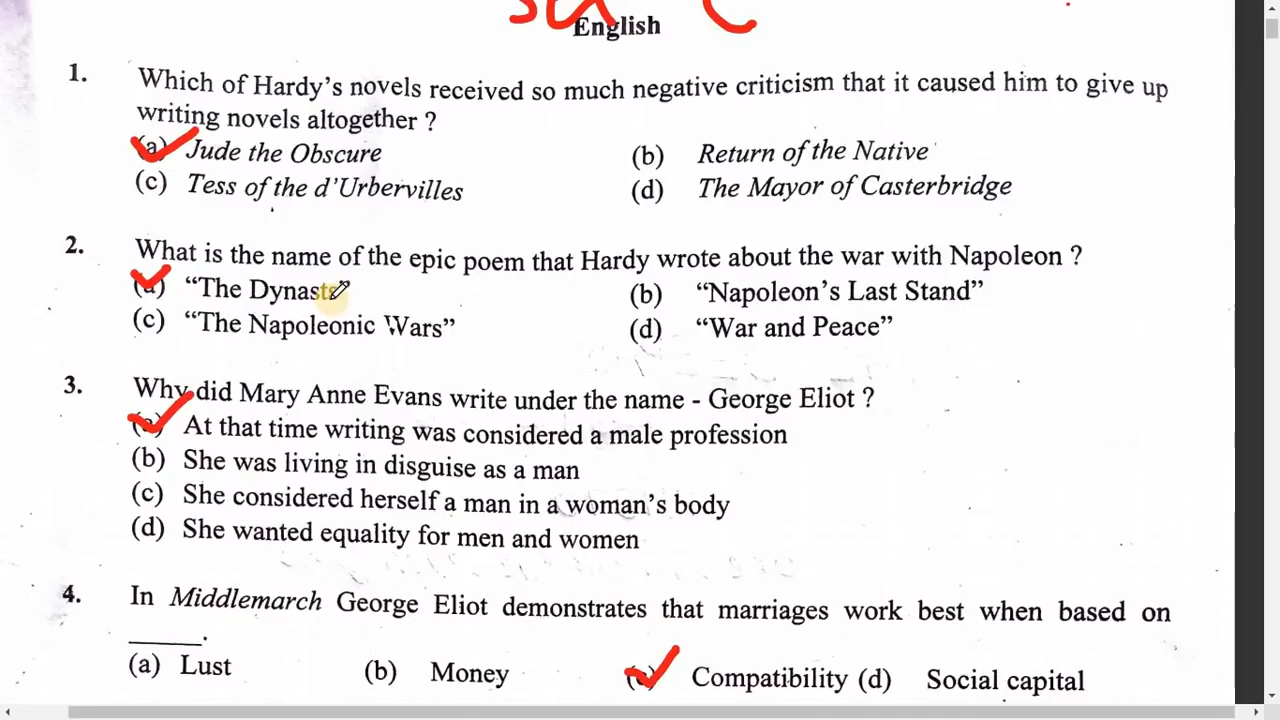 English
1. Which of Hardy's novels received so much negative criticism that it caused him to give up
writing novels altogether ?
(a) Jude the Obscure (b) Return of the Native
(c) Tess of the d'Urbervilles (d) The Mayor of Casterbridge
2. What is the name of the epic poem that Hardy wrote about the war with Napoleon ?
(a) "The (b) "Napoleon's Last Stand"
(c) "The Napoleonic Wars" (d) "War and Peace"
3. Why did Mary Anne Evans write under the name - George Eliot ?
(a) At that time writing was considered a male profession
(b) She was living in disguise as a man
(c) She considered herself a man in a woman's body
(d) She wanted equality for men and women
4. In Middlemarch George Eliot demonstrates that marriages work best when based on
______.
(a) Lust (b) Money (c) Compatibility (d) Social capital